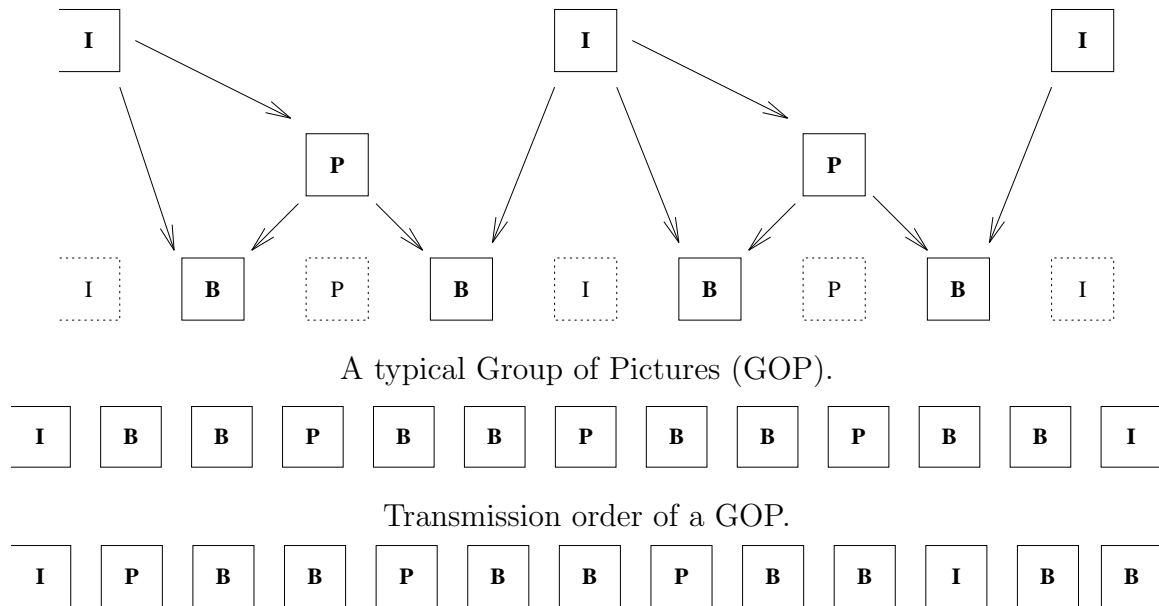 I I I
P P
I B P B I B P B I
A typical Group of Pictures (GOP).
I B B P B B P B B P B B I
Transmission order of a GOP.
I P B B P B B P B B I B B